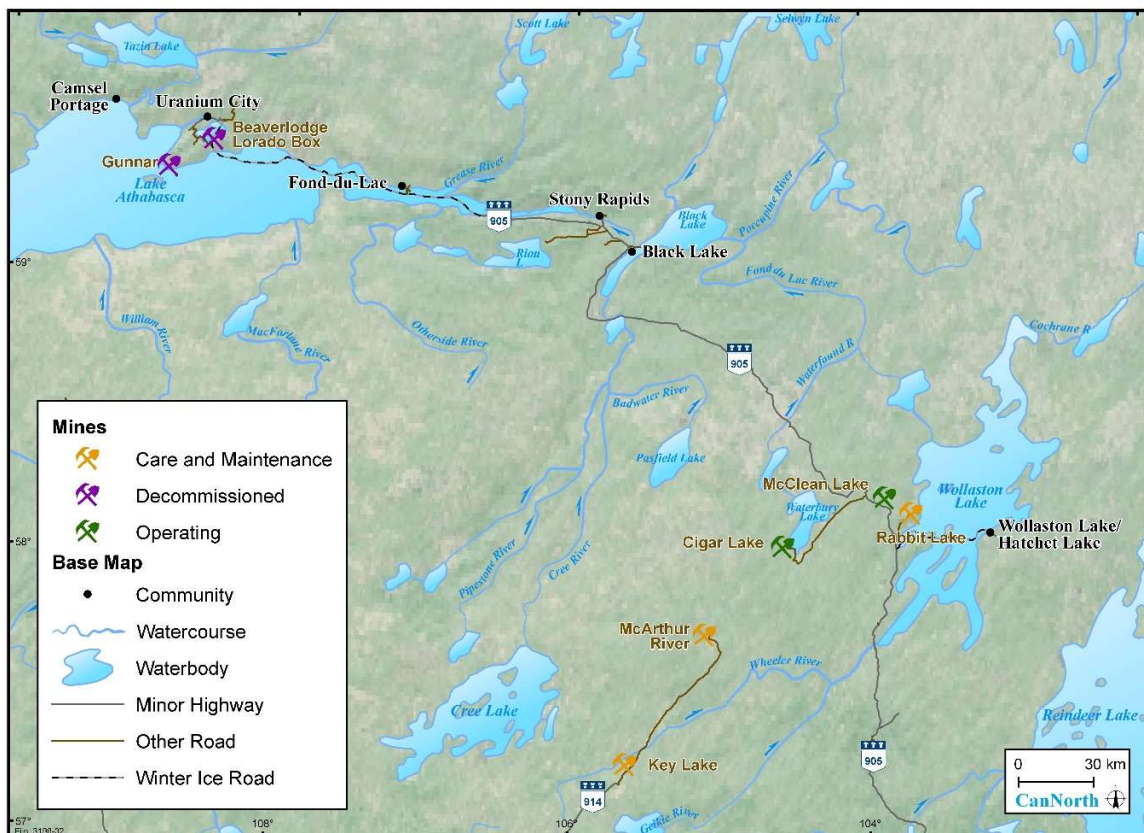 Scott Lake
Selwyn Lake
Tazin Lake
Camsel
Portage
Uranium City
Beaverlodge
Lorado Box
Gunnar
Lake
Athabasca
Fond-du-Lac
Grease River
Stony Rapids
905
Black
Lake
Porcupine River
Riou
L.
Black Lake
59°
Fond du Lac River
William River
MacFarlane River
Otherside River
Cochrane R
905
Waterfound R
Badwater River
Pasfield Lake
McClean Lake
Waterbury
Lake
Wollaston
Lake
Cigar Lake
Rabbit Lake
Wollaston Lake/
Hatchet Lake
58°
Pipestone River
Cree River
McArthur
River
Wheeler River
Cree Lake
Reindeer Lake
Key Lake
905
914
Geikie River
Mines
Care and Maintenance
Decommissioned
Operating
Base Map
Community
Watercourse
Waterbody
Minor Highway
Other Road
Winter Ice Road
0 30 km
CanNorth
57°
108°
106°
104°